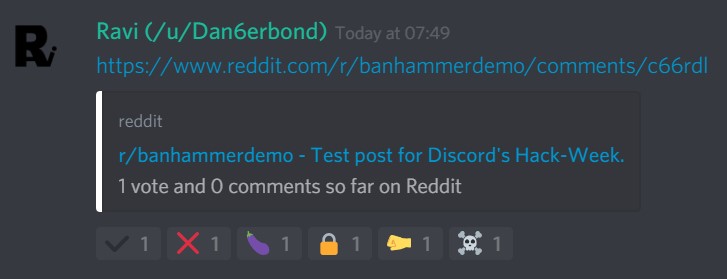 Ri
Ravi (/u/Dan6erbond) Today at 07:49
https://www.reddit.com/r/banhammerdemo/comments/c66rdl
reddit
r/banhammerdemo - Test post for Discord's Hack-Week.
1 vote and 0 comments so far on Reddit
1 1 1 1 1 1